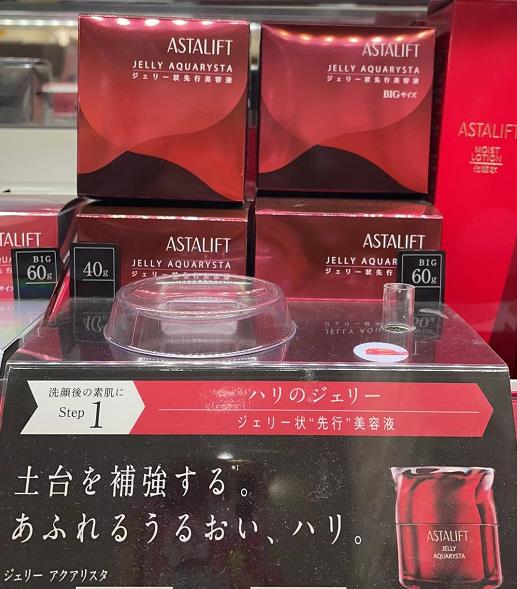 ASTALIFT
JELLY AQUARYSTA
ジェリー状先行美容液
ASTALIFT
JELLY AQUARYSTA
ジェリー状先行美容液
BIGサイズ
ASTALIFT
MOIST
LOTION
化粧水
TALIFT
BIG
60g
40g
ASTALIFT
JELLY AQUARYSTA
ジェリー状先行美容液
ASTAL
JELLY AQUARYSTA
ジェリー状先行
BIG
60g
洗顔後の素肌に
Step 1
ハリのジェリー
ジェリー状“先行”美容液
土台を補強する*1。
あふれるうるおい、ハリ。
ジェリー アクアリスタ
ASTALIFT
JELLY
AQUARYSTA